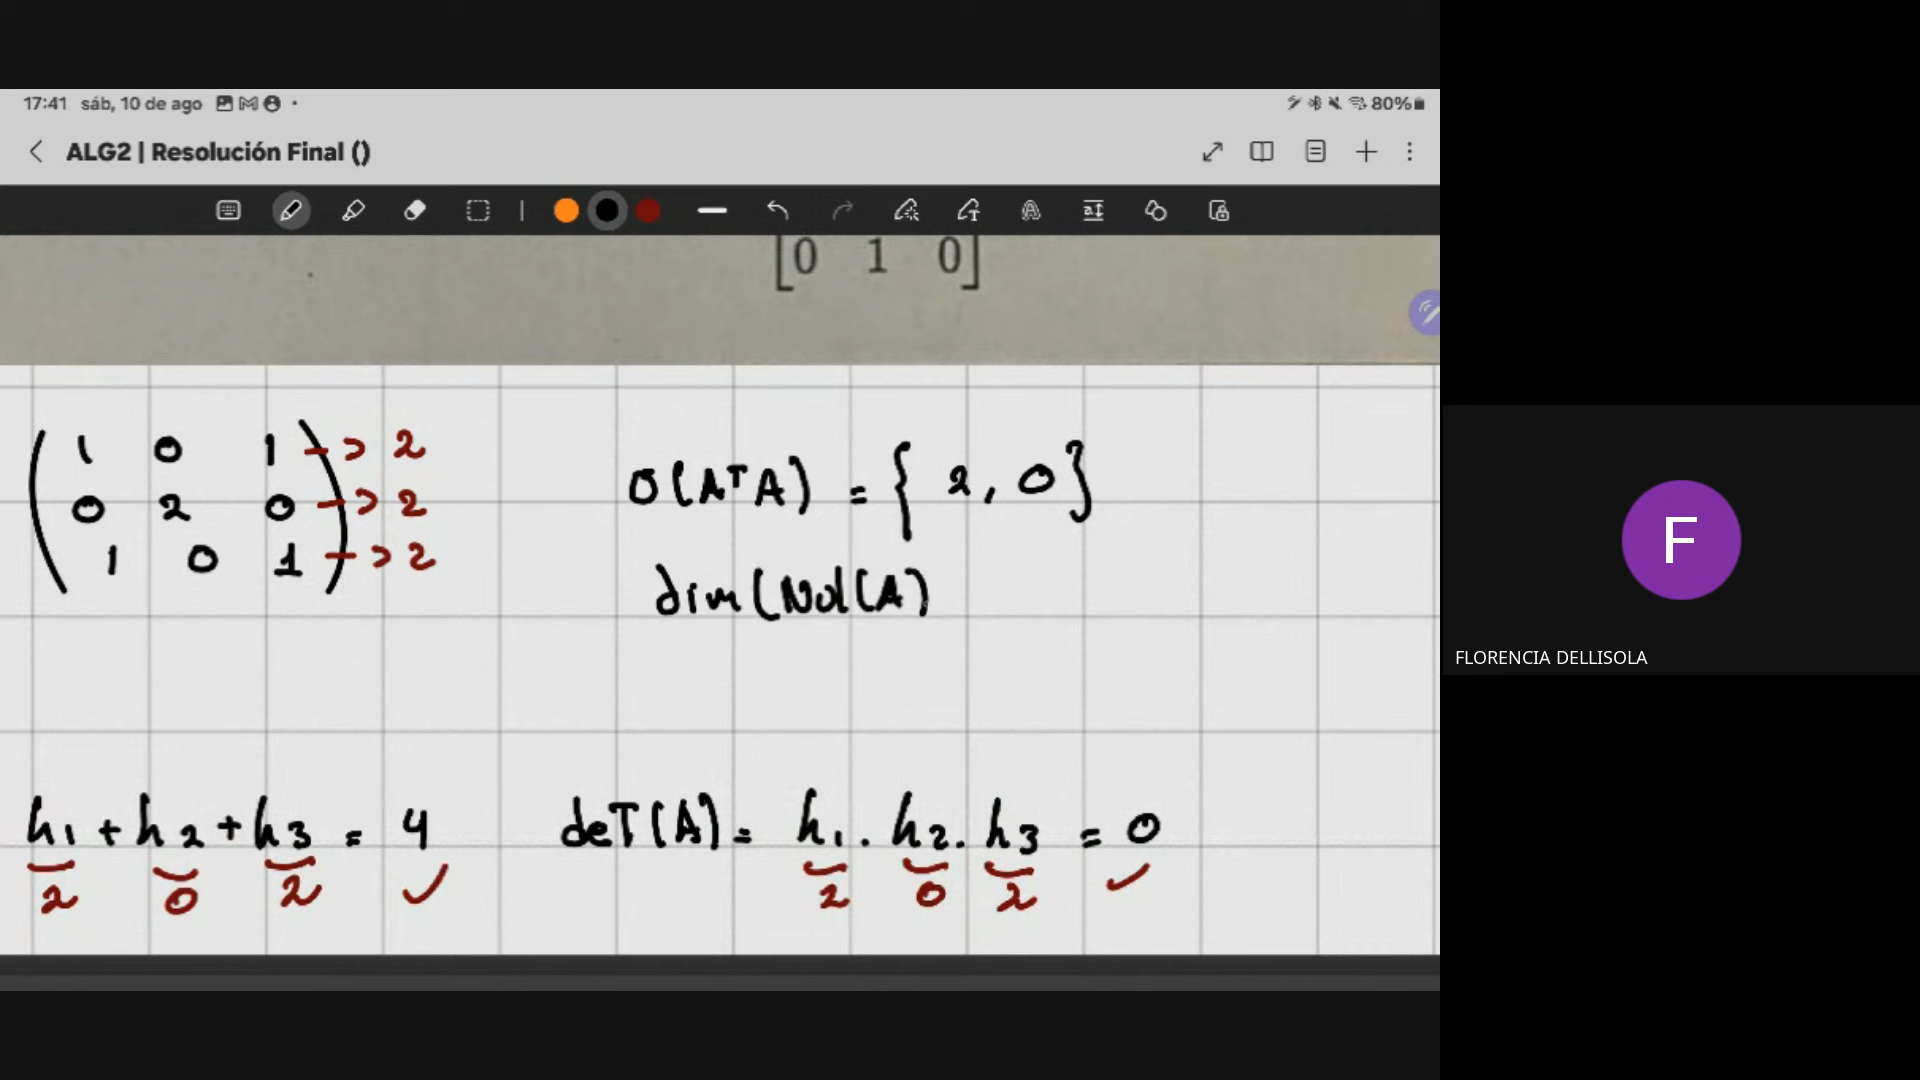 17:41 sáb, 10 de ago 80%
ALG2 | Resolución Final ()
[0 1 0]
( 1 0 1 ) -> 2
0 2 0 -> 2
1 0 1 -> 2
σ(AᵀA) = { 2, 0 }
dim(Nul(A)
λ1 + λ2 + λ3 = 4
2 0 2 ✓
deT(A) = λ1 . λ2 . λ3 = 0
2 0 2 ✓
F
FLORENCIA DELLISOLA